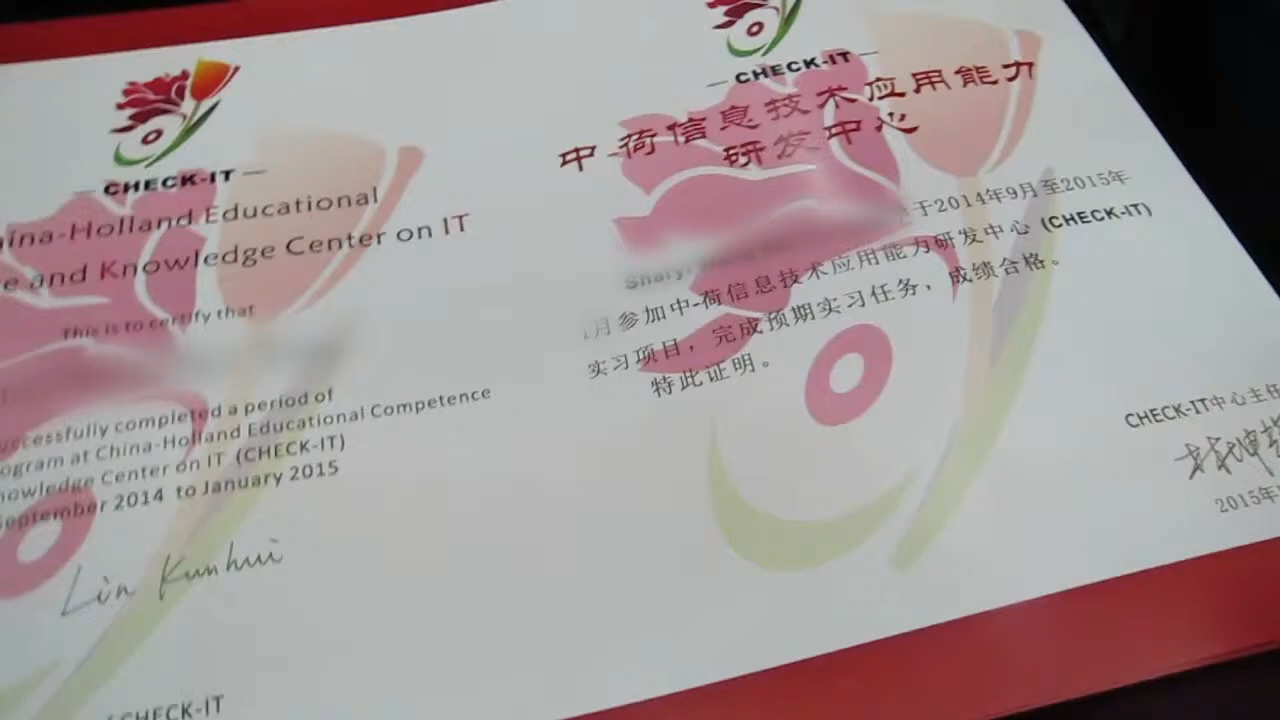 CHECK-IT
China-Holland Educational
and Knowledge Center on IT
This is to certify that
successfully completed a period of
program at China-Holland Educational Competence
Knowledge Center on IT (CHECK-IT)
September 2014 to January 2015
Lin Kunhui
CHECK-IT
CHECK-IT
中-荷信息技术应用能力
研发中心
于2014年9月至2015年
月参加中-荷信息技术应用能力研发中心 (CHECK-IT)
实习项目，完成预期实习任务，成绩合格。
特此证明。
CHECK-IT中心主任
2015年